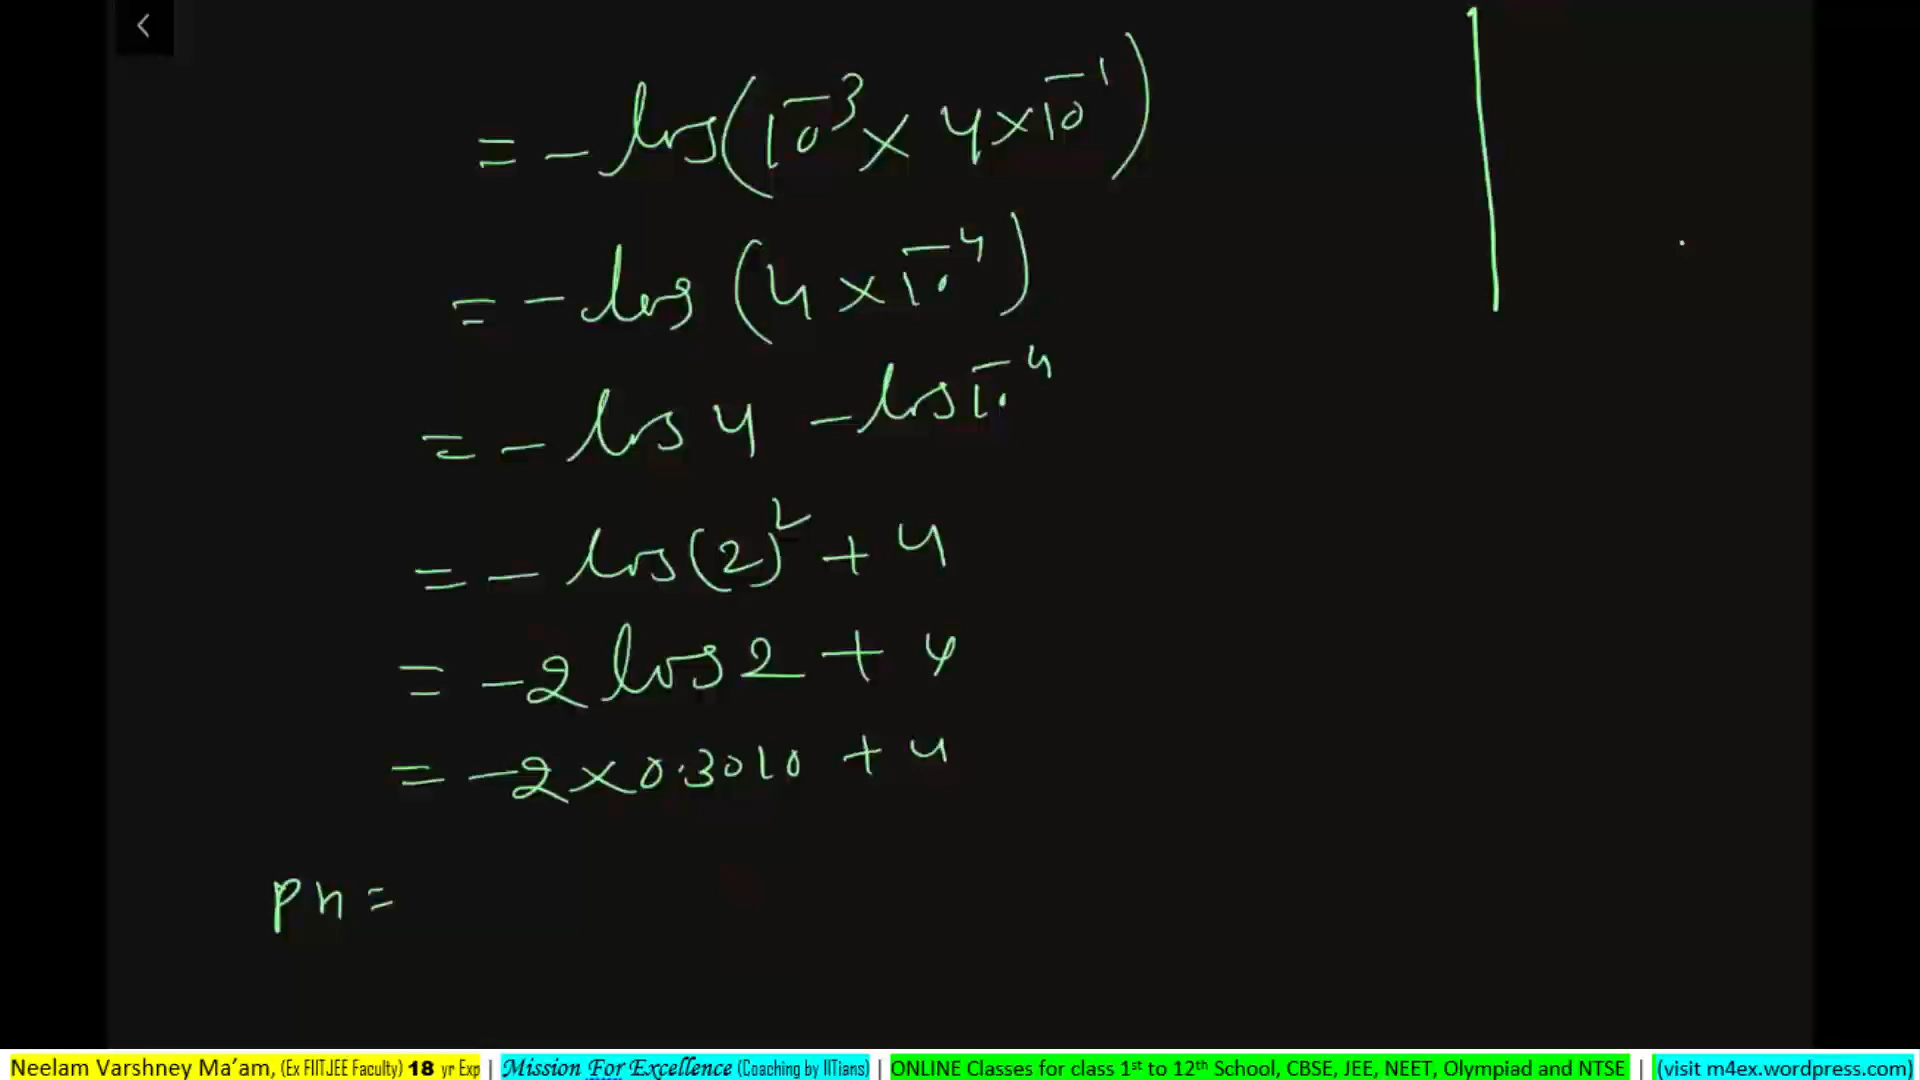 = - log(10⁻³ × 4 × 10⁻¹)
= - log (4 × 10⁻⁴)
= - log 4 - log 10⁻⁴
= - log(2)² + 4
= -2 log 2 + 4
= -2 × 0.3010 + 4
PH =
Neelam Varshney Ma'am, (Ex FIITJEE Faculty) 18 yr Exp | Mission For Excellence (Coaching by IITians) | ONLINE Classes for class 1st to 12th School, CBSE, JEE, NEET, Olympiad and NTSE | (visit m4ex.wordpress.com)